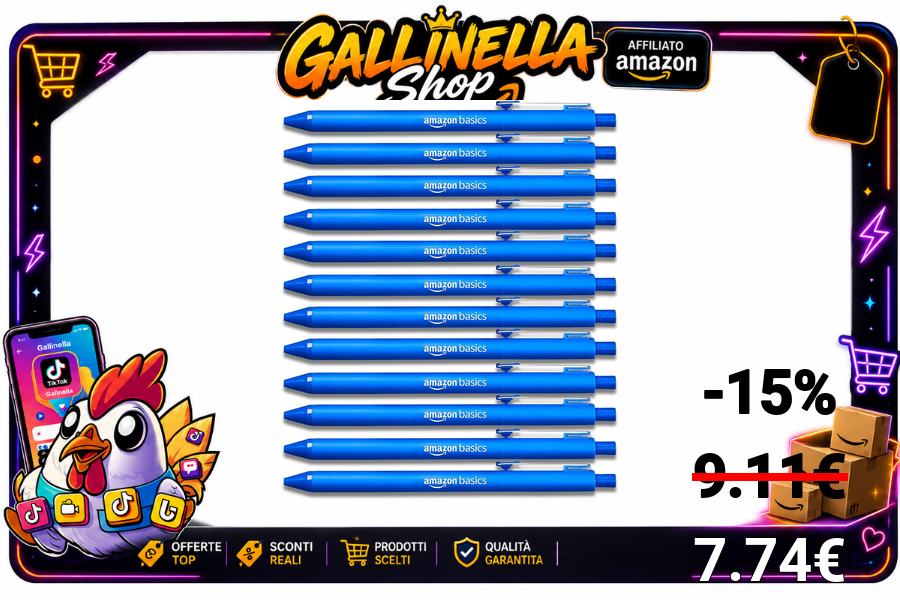 GALLINELLA
Shop
AFFILIATO
amazon
amazon basics
amazon basics
amazon basics
amazon basics
amazon basics
amazon basics
amazon basics
amazon basics
amazon basics
amazon basics
amazon basics
amazon basics
Gallinella
TikTok
Gallinella
-15%
9.11€
7.74€
OFFERTE
TOP
SCONTI
REALI
PRODOTTI
SCELTI
QUALITÀ
GARANTITA